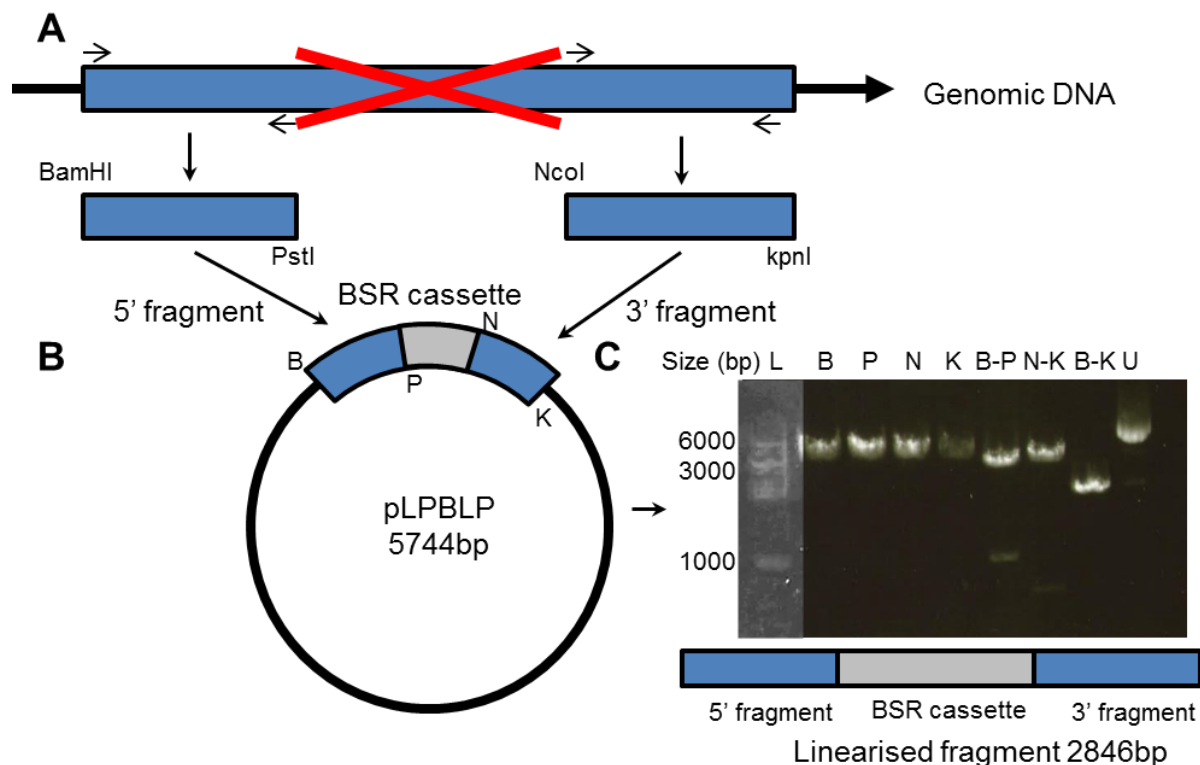 A
Genomic DNA
BamHI
NcoI
PstI
kpnI
5' fragment
BSR cassette
3' fragment
B
B
P
N
K
pLPBLP
5744bp
C
Size (bp) L B P N K B-P N-K B-K U
6000
3000
1000
5' fragment BSR cassette 3' fragment
Linearised fragment 2846bp